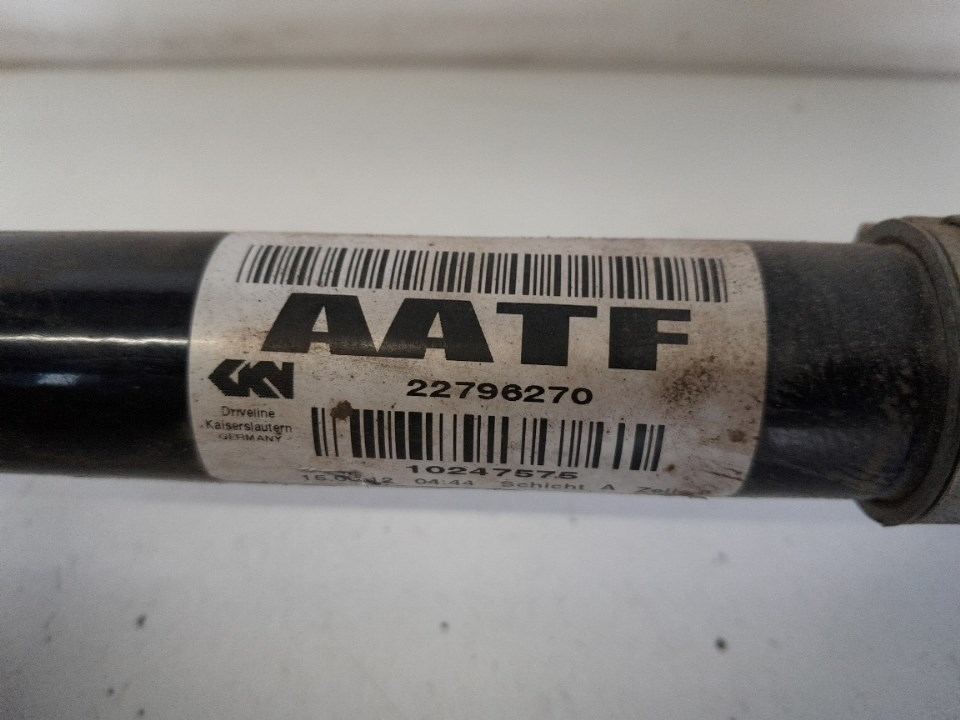 AATF
22796270
GKN
Driveline
Kaiserslautern
GERMANY
10247575
04:44 Schicht A